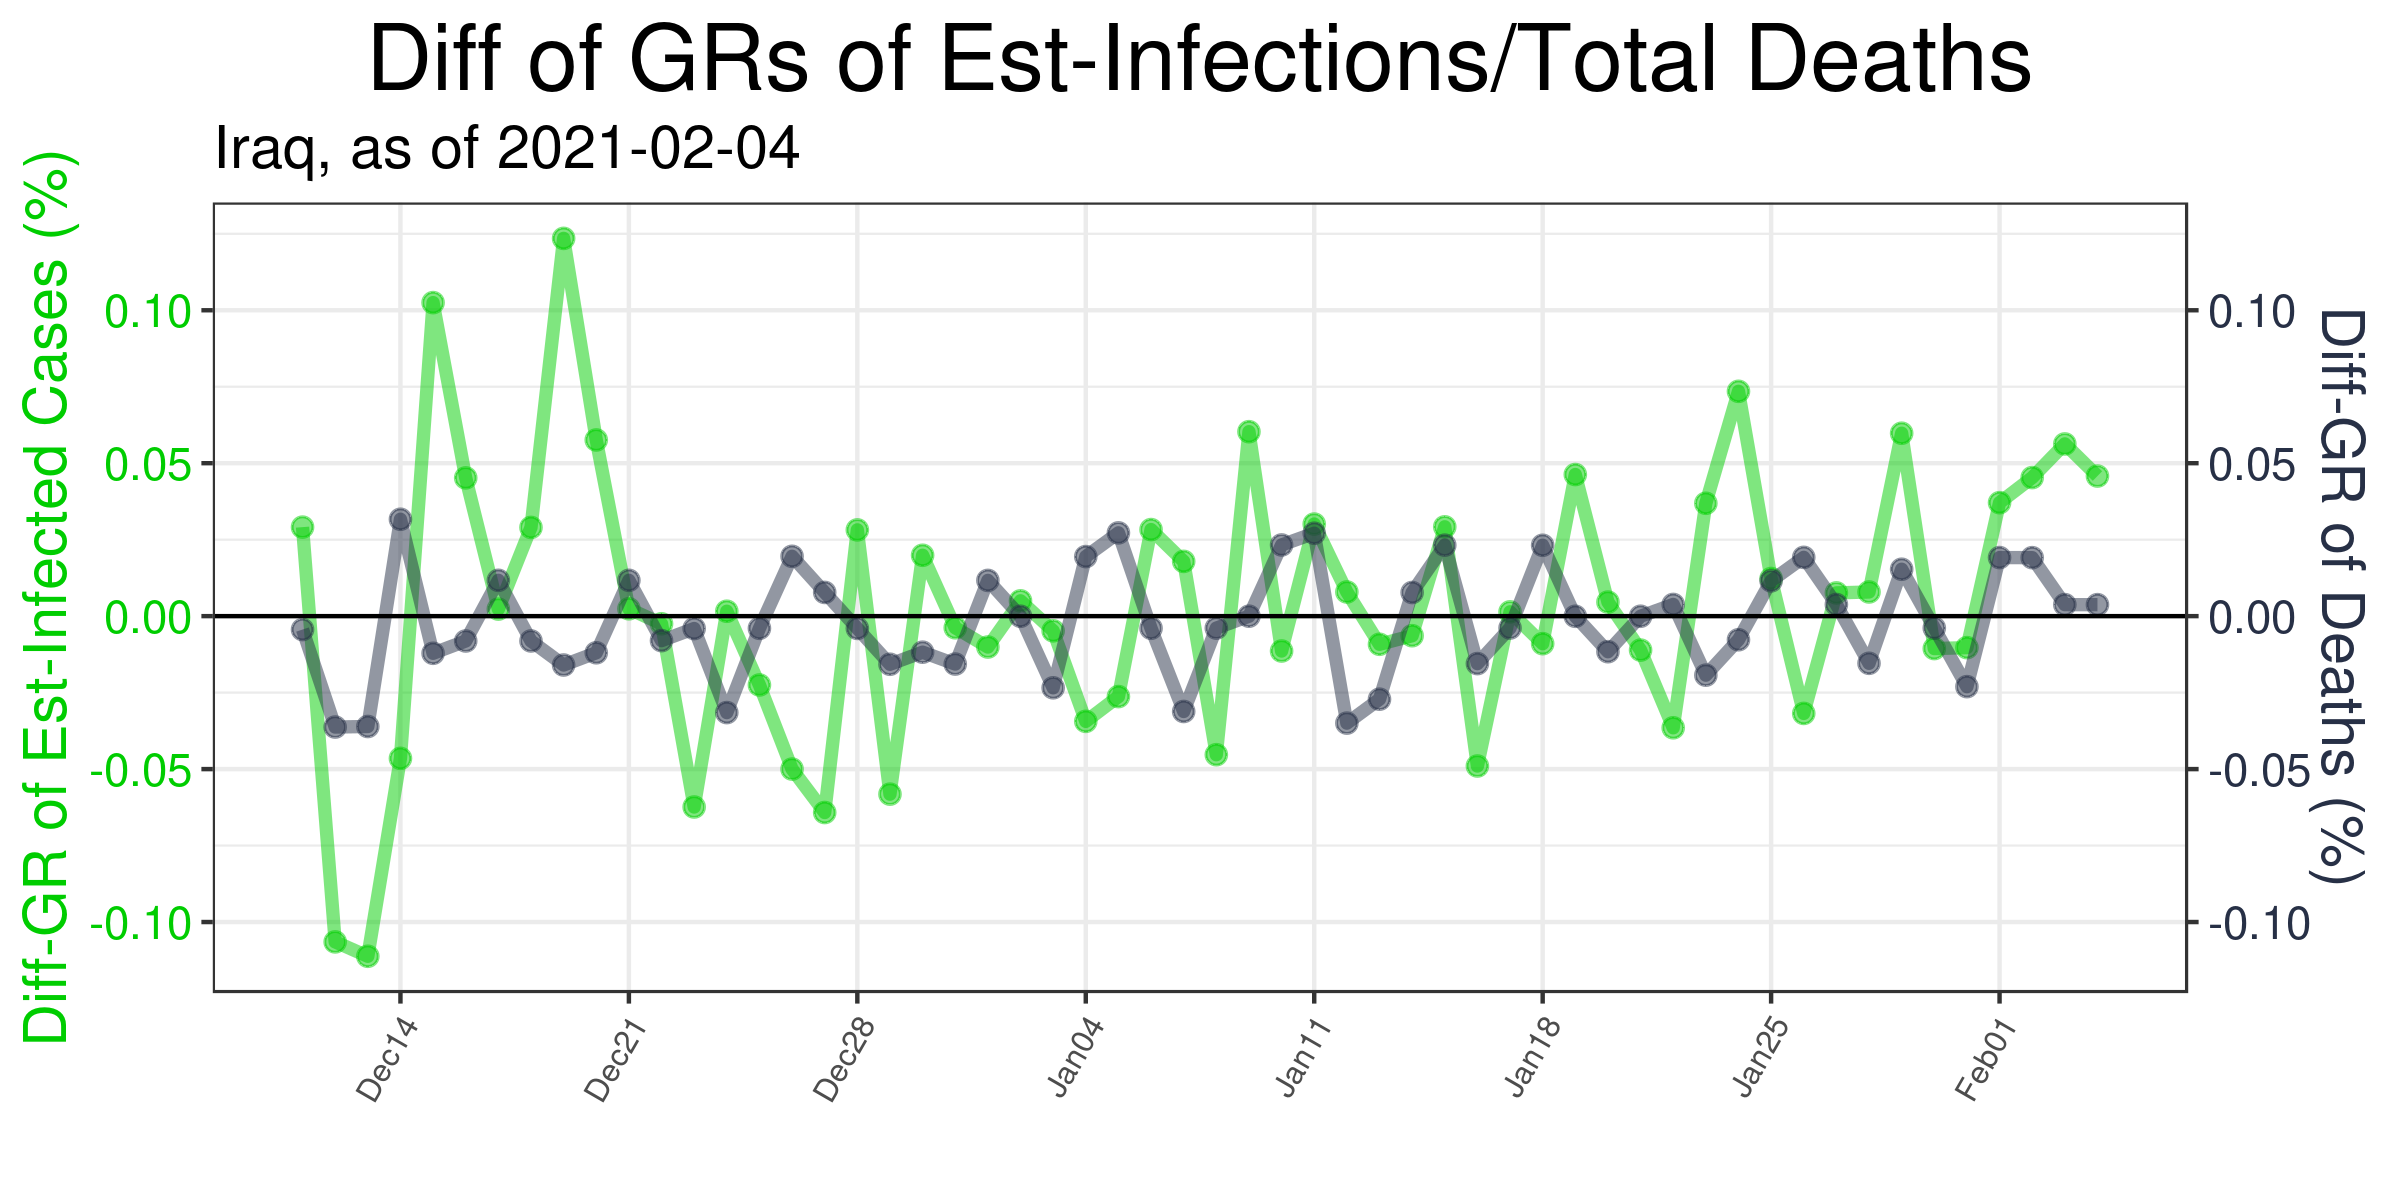 Diff of GRs of Est-Infections/Total Deaths
Iraq, as of 2021-02-04
Diff-GR of Est-Infected Cases (%)
0.10
0.05
0.00
-0.05
-0.10
0.10
0.05
0.00
-0.05
-0.10
Diff-GR of Deaths (%)
Dec14
Dec21
Dec28
Jan04
Jan11
Jan18
Jan25
Feb01